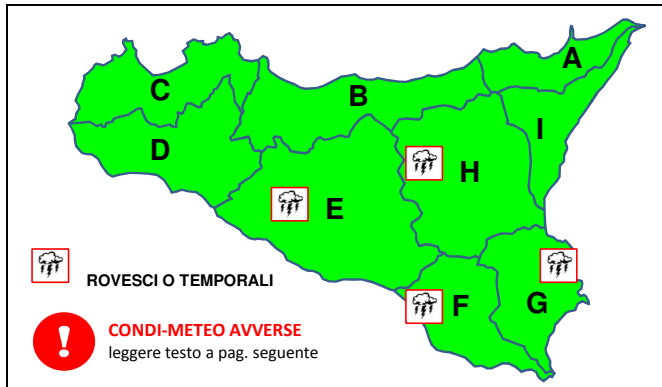 A
C
B
I
D
H
E
F
G
ROVESCI O TEMPORALI
!
CONDI-METEO AVVERSE
leggere testo a pag. seguente